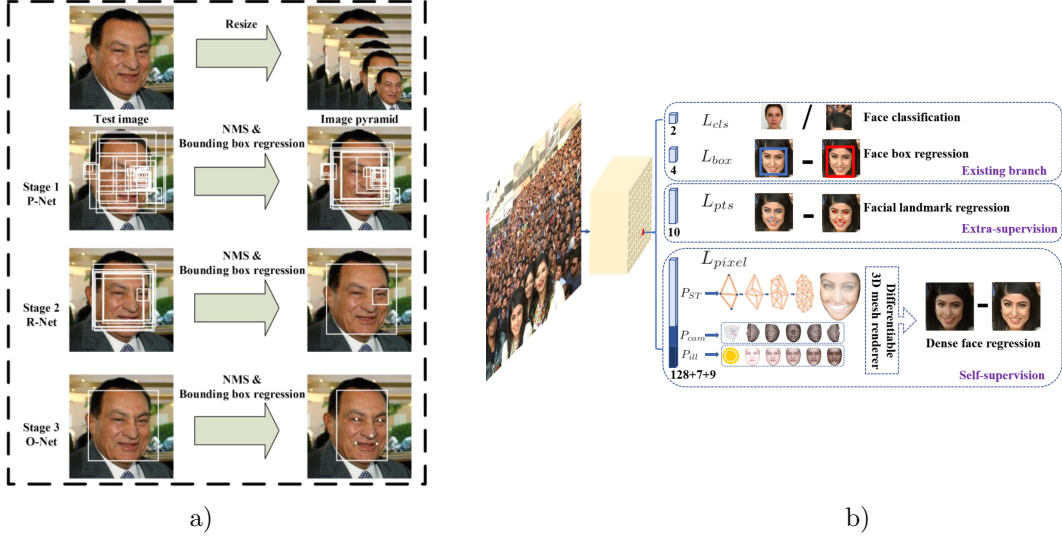 Resize
Test image
Image pyramid
NMS &
Bounding box regression
Stage 1
P-Net
NMS &
Bounding box regression
Stage 2
R-Net
NMS &
Bounding box regression
Stage 3
O-Net
a)
2
L_cls
/
Face classification
4
L_box
-
Face box regression
Existing branch
10
L_pts
-
Facial landmark regression
Extra-supervision
L_pixel
P_ST
P_cam
P_ill
128+7+9
Differentiable
3D mesh renderer
-
Dense face regression
Self-supervision
b)